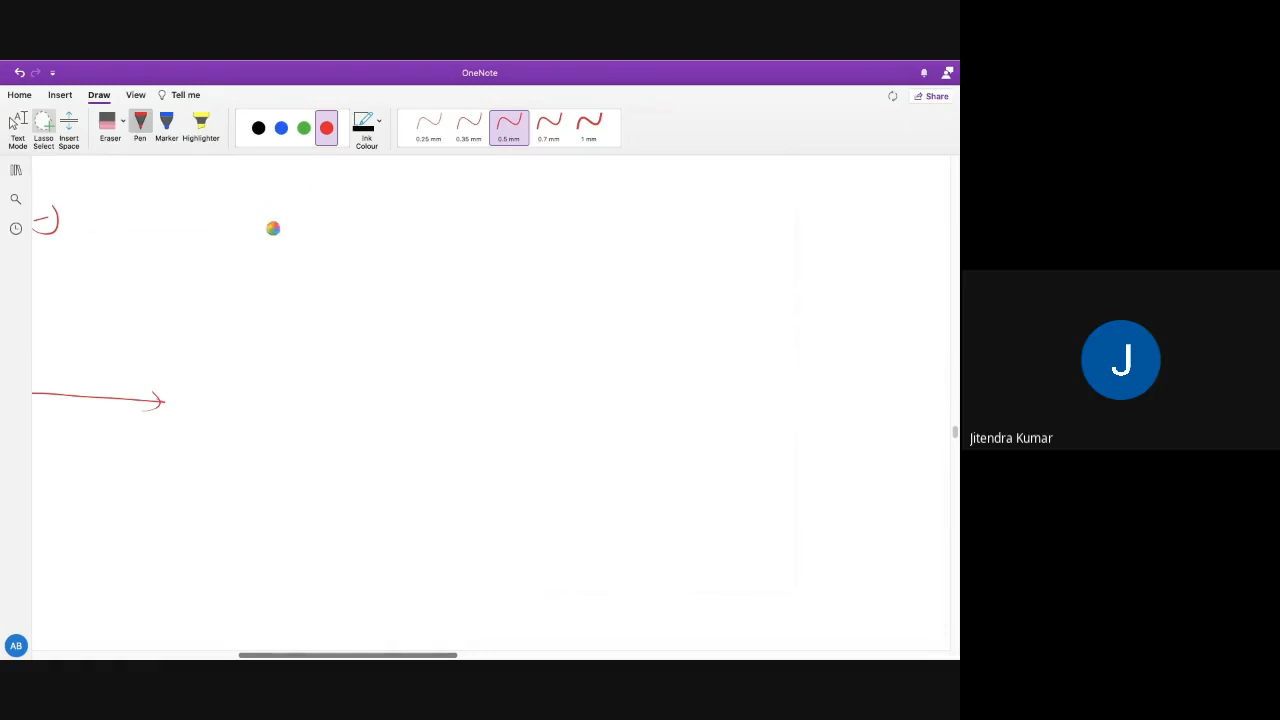 OneNote
Home Insert Draw View Tell me Share
Text Mode Lasso Select Insert Space Eraser Pen Marker Highlighter Ink Colour 0.25 mm 0.35 mm 0.5 mm 0.7 mm 1 mm
J
Jitendra Kumar
AB